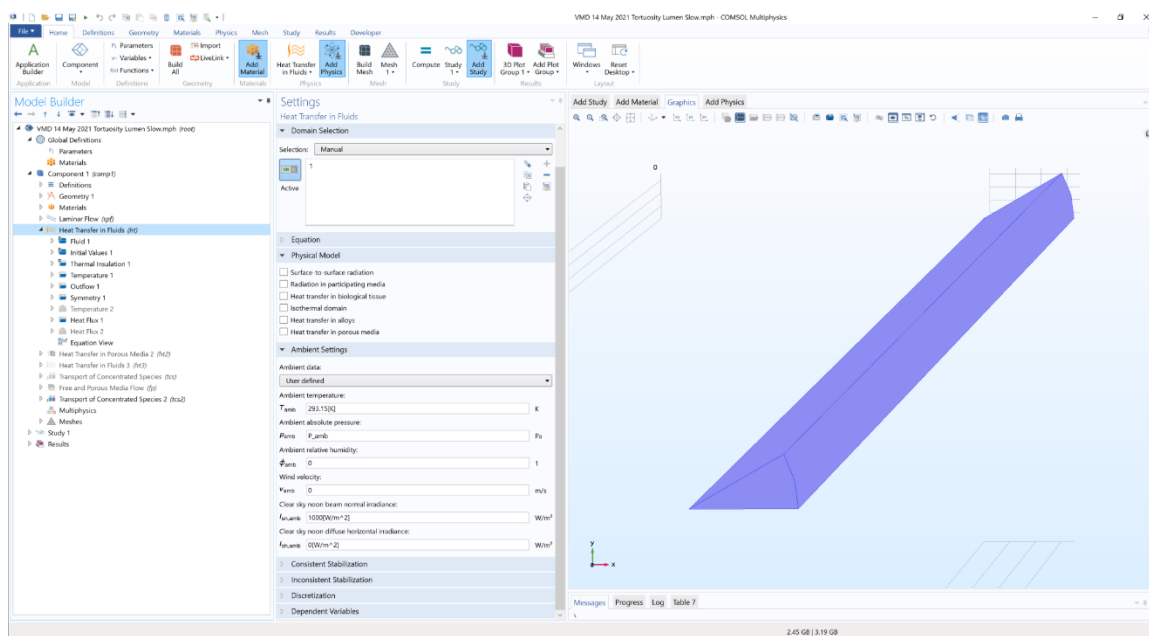 VMD 14 May 2021 Tortuosity Lumen Slow.mph - COMSOL Multiphysics
File Home Definitions Geometry Materials Physics Mesh Study Results Developer
Application Builder
Component
Pi Parameters
a= Variables
f(x) Functions
Build All
Import
LiveLink
Add Material
Heat Transfer in Fluids
Add Physics
Build Mesh
Mesh 1
Compute
Study 1
Add Study
3D Plot Group 1
Add Plot Group
Windows
Reset Desktop
Application Model Definitions Geometry Materials Physics Mesh Study Results Layout
Model Builder
VMD 14 May 2021 Tortuosity Lumen Slow.mph (root)
Global Definitions
Pi Parameters
Materials
Component 1 (comp1)
Definitions
Geometry 1
Materials
Laminar Flow (spf)
Heat Transfer in Fluids (ht)
Fluid 1
Initial Values 1
Thermal Insulation 1
Temperature 1
Outflow 1
Symmetry 1
Temperature 2
Heat Flux 1
Heat Flux 2
Equation View
Heat Transfer in Porous Media 2 (ht2)
Heat Transfer in Fluids 3 (ht3)
Transport of Concentrated Species (tcs)
Free and Porous Media Flow (fp)
Transport of Concentrated Species 2 (tcs2)
Multiphysics
Meshes
Study 1
Results
Settings
Heat Transfer in Fluids
Domain Selection
Selection: Manual
1
Active
Equation
Physical Model
Surface-to-surface radiation
Radiation in participating media
Heat transfer in biological tissue
Isothermal domain
Heat transfer in alloys
Heat transfer in porous media
Ambient Settings
Ambient data:
User defined
Ambient temperature:
Tamb 293.15[K] K
Ambient absolute pressure:
pamb P_amb Pa
Ambient relative humidity:
ϕamb 0 1
Wind velocity:
vamb 0 m/s
Clear sky noon beam normal irradiance:
Isn,amb 1000[W/m^2] W/m²
Clear sky noon diffuse horizontal irradiance:
Ish,amb 0[W/m^2] W/m²
Consistent Stabilization
Inconsistent Stabilization
Discretization
Dependent Variables
Add Study Add Material Graphics Add Physics
0
y
x
Messages Progress Log Table 7
2.45 GB | 3.19 GB